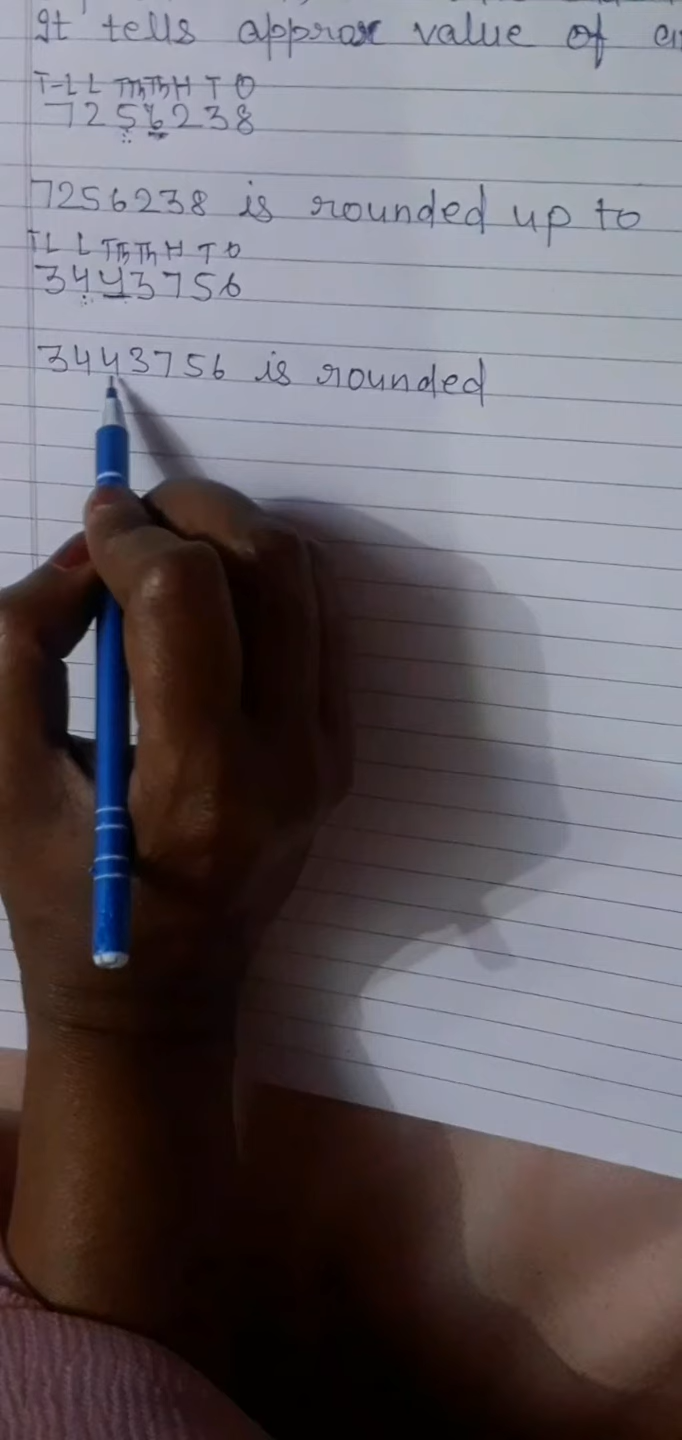 It tells approx value of
T-L L TTh Th H T O
7256238
7256238 is rounded up to
TL L TTh Th H T O
3443756
3443756 is rounded